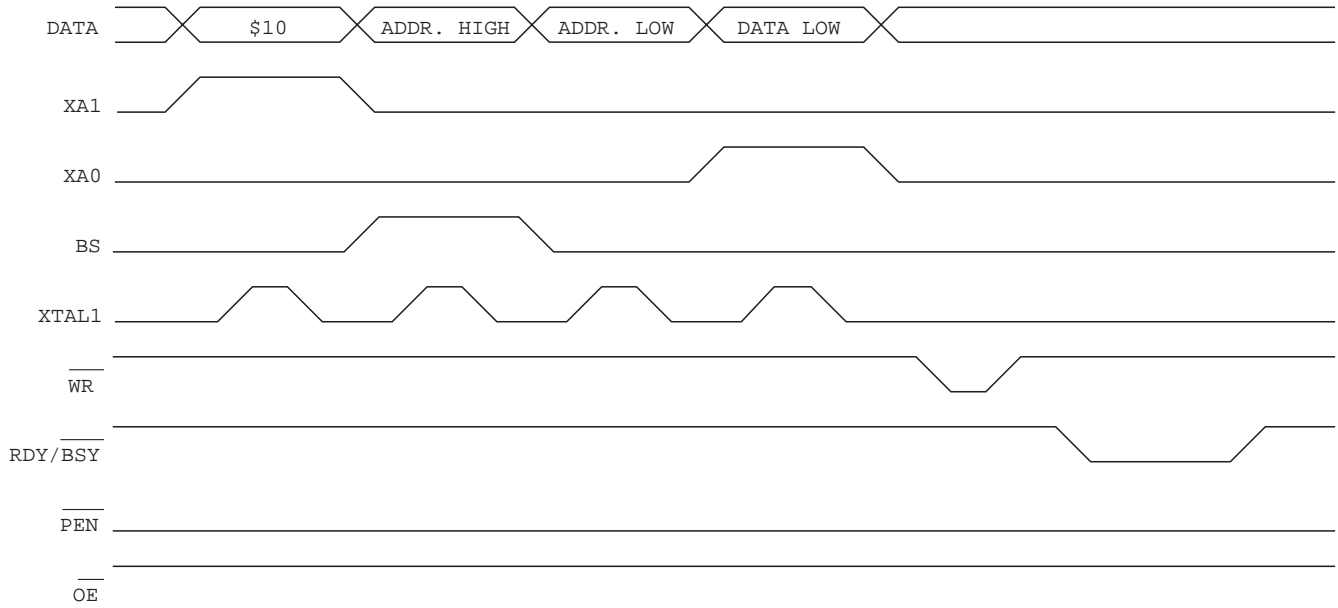 DATA $10 ADDR. HIGH ADDR. LOW DATA LOW
XA1
XA0
BS
XTAL1
WR
RDY/BSY
PEN
OE